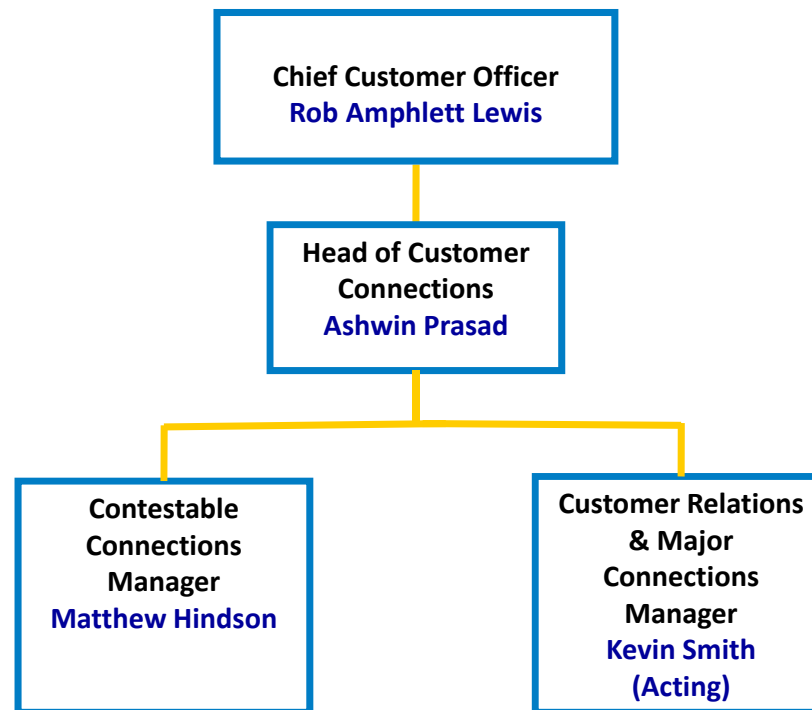 Chief Customer Officer
Rob Amphlett Lewis
Head of Customer
Connections
Ashwin Prasad
Contestable
Connections
Manager
Matthew Hindson
Customer Relations
& Major
Connections
Manager
Kevin Smith
(Acting)